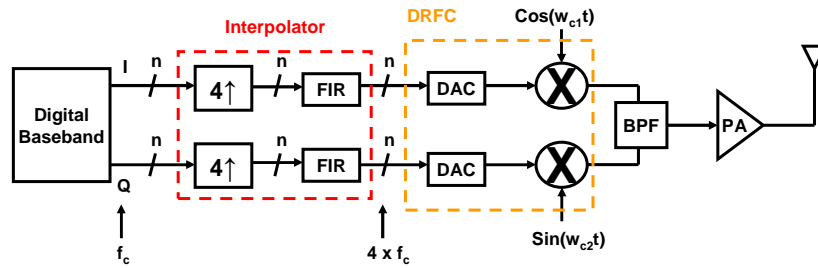 Cos(wc1t)
DRFC
Interpolator
I
n
n
n
4↑
FIR
DAC
X
Digital
Baseband
BPF
PA
n
n
n
4↑
FIR
DAC
X
Q
fc
4 x fc
Sin(wc2t)